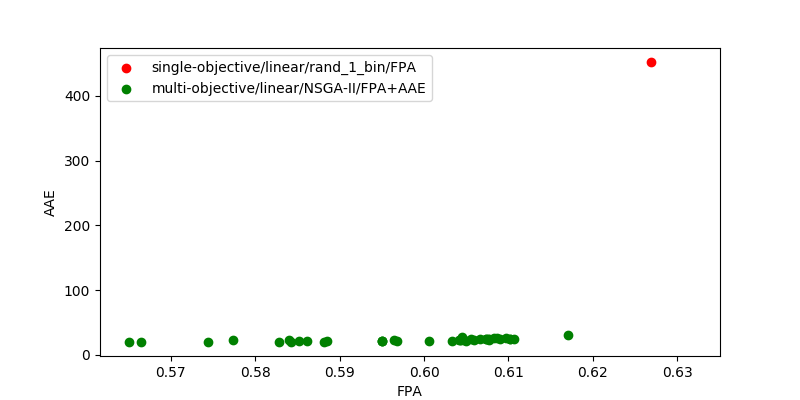 single-objective/linear/rand_1_bin/FPA
multi-objective/linear/NSGA-II/FPA+AAE
400
300
200
100
0
AAE
0.57 0.58 0.59 0.60 0.61 0.62 0.63
FPA